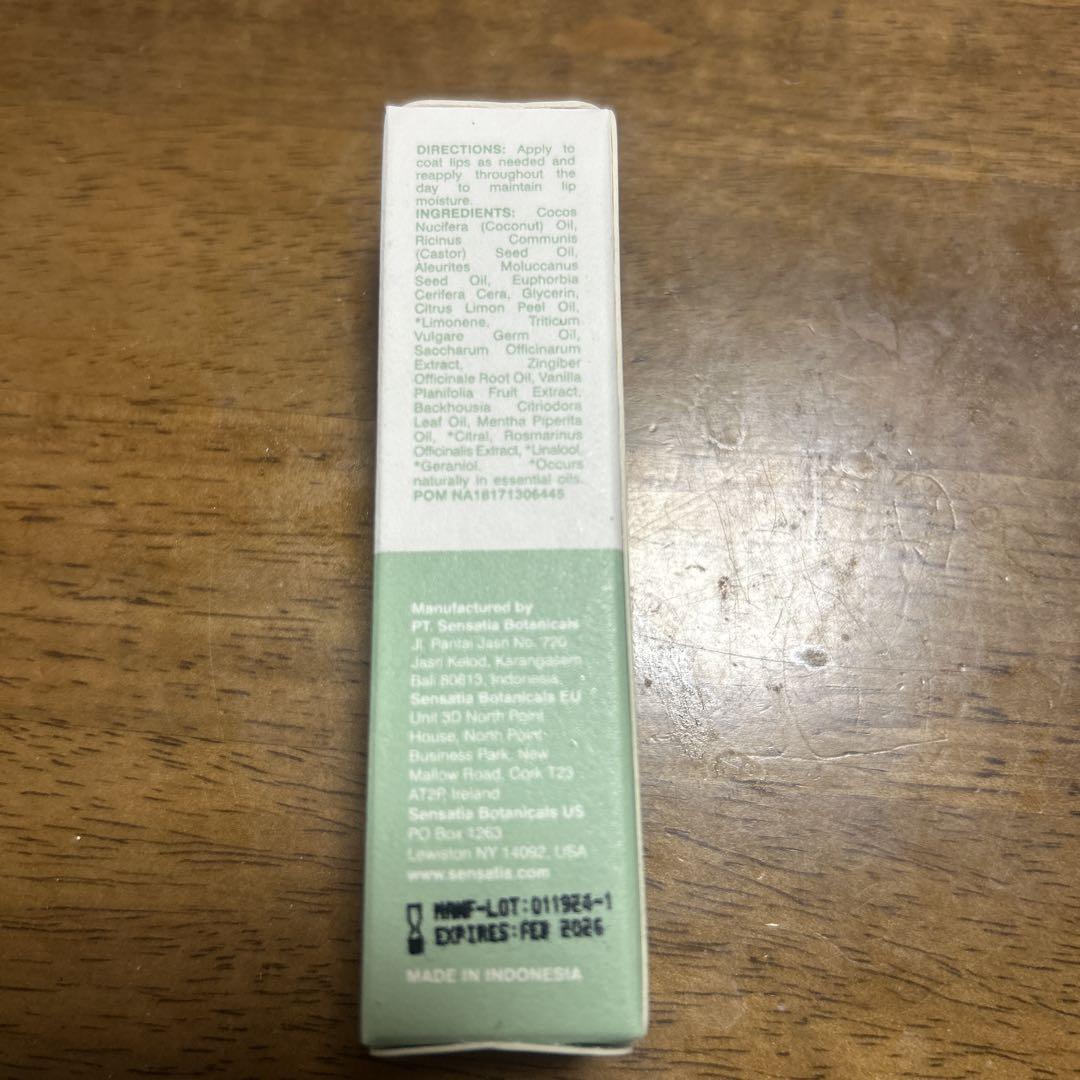 DIRECTIONS: Apply to
coat lips as needed and
reapply throughout the
day to maintain lip
moisture.
INGREDIENTS: Cocos
Nucifera (Coconut) Oil,
Ricinus Communis
(Castor) Seed Oil,
Aleurites Moluccanus
Seed Oil, Euphorbia
Cerifera Cera, Glycerin,
Citrus Limon Peel Oil,
*Limonene, Triticum
Vulgare Germ Oil,
Saccharum Officinarum
Extract, Zingiber
Officinale Root Oil, Vanilla
Planifolia Fruit Extract,
Backhousia Citriodora
Leaf Oil, Mentha Piperita
Oil, *Citral, Rosmarinus
Officinalis Extract, *Linalool,
*Geraniol. *Occurs
naturally in essential oils.
POM NA18171306445
Manufactured by
PT. Sensatia Botanicals
Jl. Pantai Jasri No. 720
Jasri Kelod, Karangasem
Bali 80813, Indonesia
Sensatia Botanicals EU
Unit 3D North Point
House, North Point
Business Park, New
Mallow Road, Cork T23
AT2P, Ireland
Sensatia Botanicals US
PO Box 1263
Lewiston NY 14092, USA
www.sensatia.com
MANF-LOT:011924-1
EXPIRES:FEB 2026
MADE IN INDONESIA